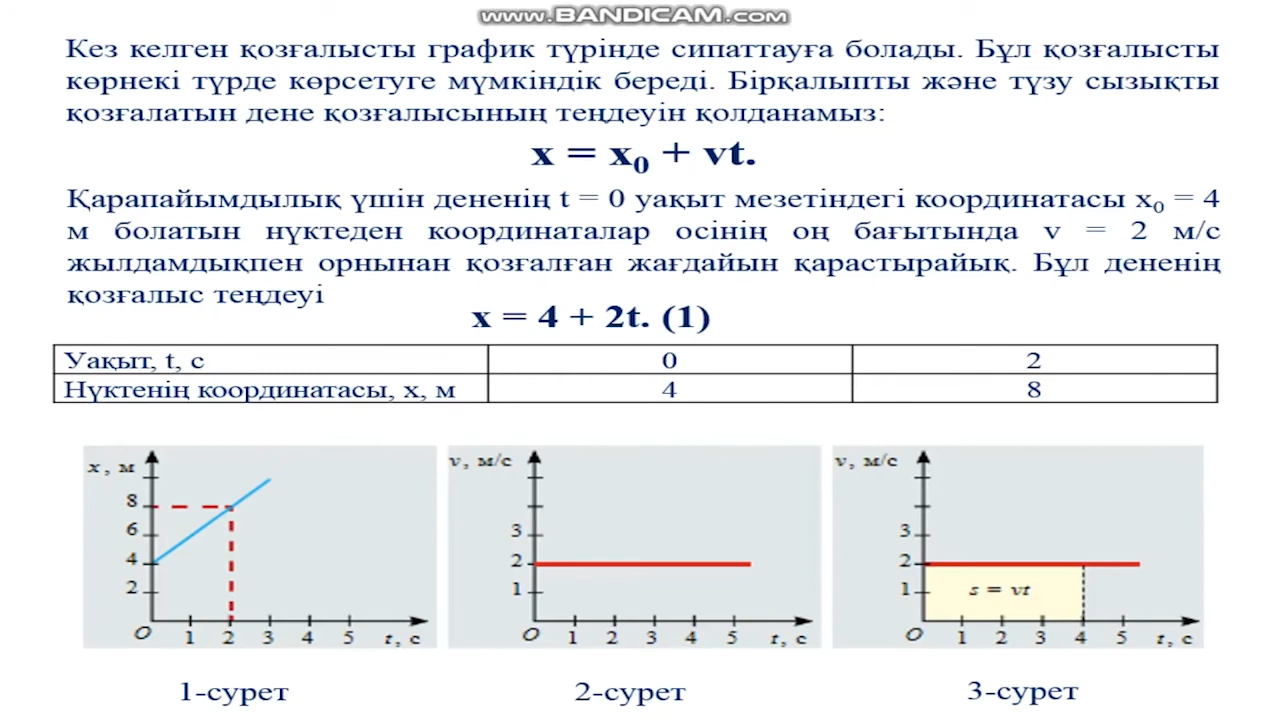 www.BANDICAM.com
Кез келген қозғалысты график түрінде сипаттауға болады. Бұл қозғалысты
көрнекі түрде көрсетуге мүмкіндік береді. Бірқалыпты және түзу сызықты
қозғалатын дене қозғалысының теңдеуін қолданамыз:
x = x₀ + vt.
Қарапайымдылық үшін дененің t = 0 уақыт мезетіндегі координатасы x₀ = 4
м болатын нүктеден координаталар осінің оң бағытында v = 2 м/с
жылдамдықпен орнынан қозғалған жағдайын қарастырайық. Бұл дененің
қозғалыс теңдеуі
x = 4 + 2t. (1)
Уақыт, t, с 0 2
Нүктенің координатасы, x, м 4 8
x, м
8
6
4
2
O 1 2 3 4 5 t, с
v, м/с
3
2
1
O 1 2 3 4 5 t, с
v, м/с
3
2
1
s = vt
O 1 2 3 4 5 t, с
1-сурет 2-сурет 3-сурет